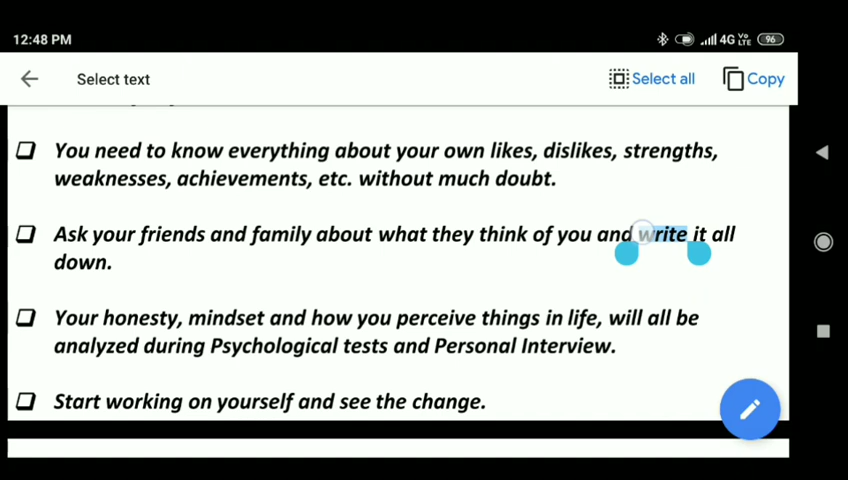 12:48 PM
4G Vo LTE 96
Select text
Select all
Copy
❑ You need to know everything about your own likes, dislikes, strengths,
weaknesses, achievements, etc. without much doubt.
❑ Ask your friends and family about what they think of you and write it all
down.
❑ Your honesty, mindset and how you perceive things in life, will all be
analyzed during Psychological tests and Personal Interview.
❑ Start working on yourself and see the change.